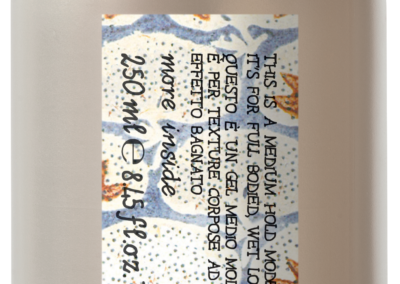 THIS IS A MEDIUM HOLD MOD
IT'S FOR FULL BODIED, WET LO
QUESTO È UN GEL MEDIO MOD
È PER TEXTURE CORPOSE AD
EFFETTO BAGNATO
more inside
250 ml ℮ 8,45 fl.oz.